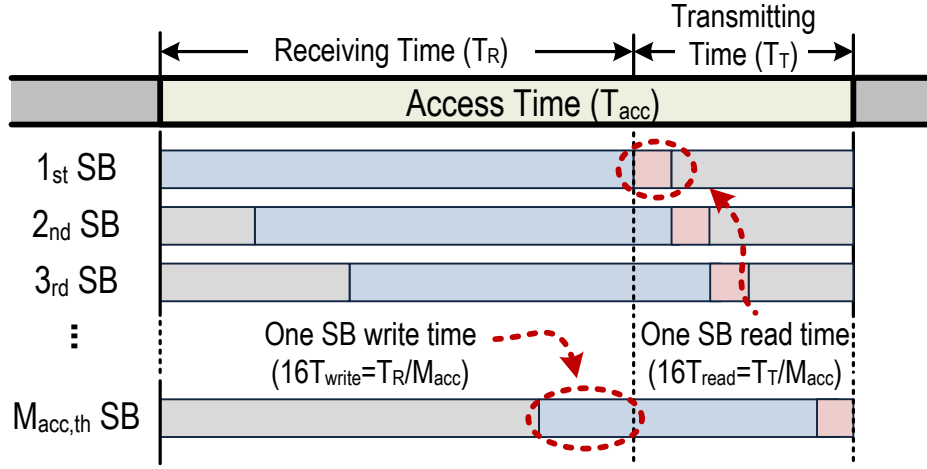 Receiving Time (TR)
Transmitting
Time (TT)
Access Time (Tacc)
1st SB
2nd SB
3rd SB
...
One SB write time
(16Twrite=TR/Macc)
One SB read time
(16Tread=TT/Macc)
Macc,th SB